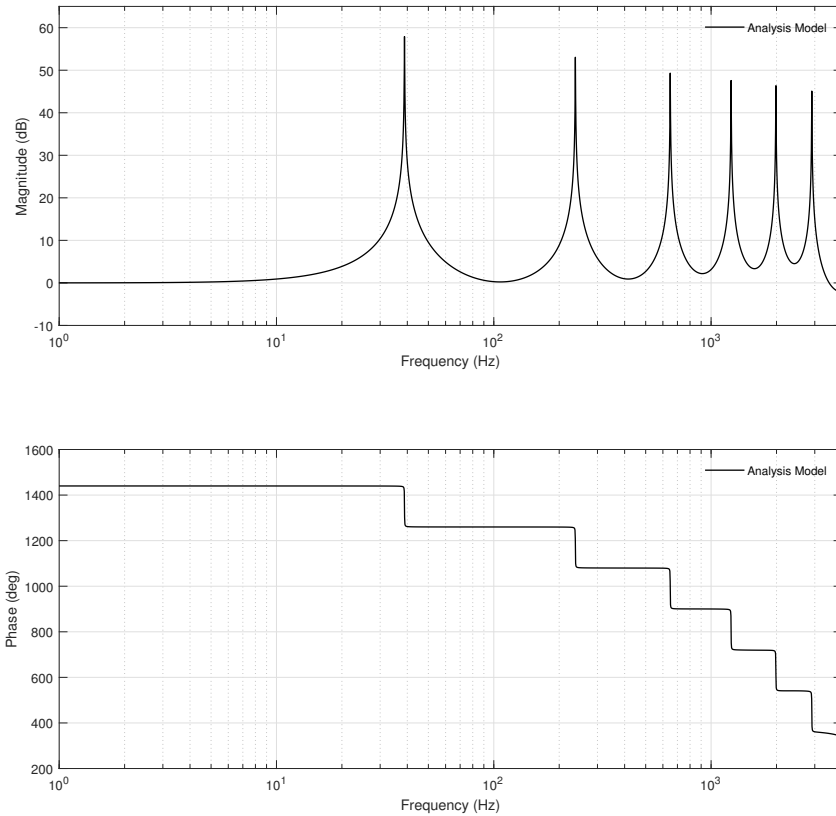 60
50
40
30
20
10
0
-10
Magnitude (dB)
Analysis Model
10⁰ 10¹ 10² 10³
Frequency (Hz)
1600
1400
1200
1000
800
600
400
200
Phase (deg)
Analysis Model
10⁰ 10¹ 10² 10³
Frequency (Hz)